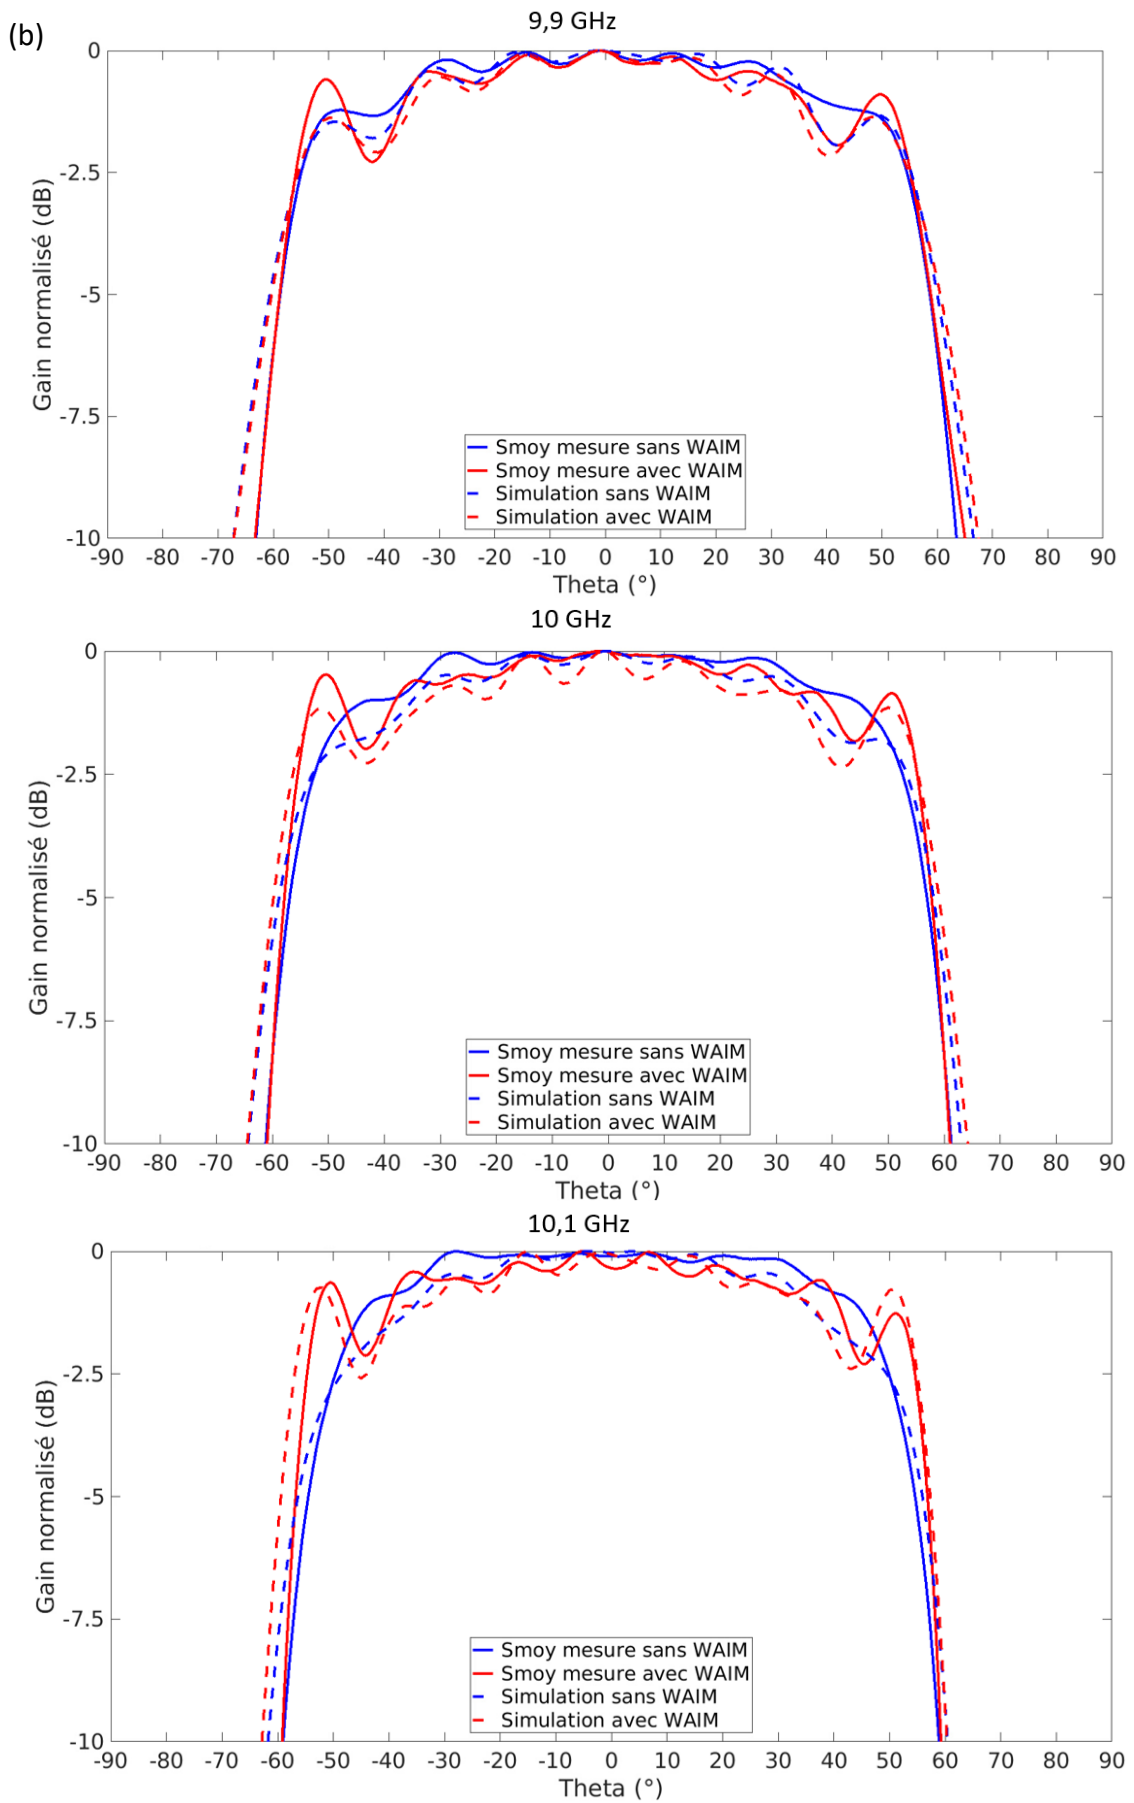 (b)
9,9 GHz
0
-2.5
-5
-7.5
-10
Gain normalisé (dB)
Smoy mesure sans WAIM
Smoy mesure avec WAIM
Simulation sans WAIM
Simulation avec WAIM
-90 -80 -70 -60 -50 -40 -30 -20 -10 0 10 20 30 40 50 60 70 80 90
Theta (°)
10 GHz
0
-2.5
-5
-7.5
-10
Gain normalisé (dB)
Smoy mesure sans WAIM
Smoy mesure avec WAIM
Simulation sans WAIM
Simulation avec WAIM
-90 -80 -70 -60 -50 -40 -30 -20 -10 0 10 20 30 40 50 60 70 80 90
Theta (°)
10,1 GHz
0
-2.5
-5
-7.5
-10
Gain normalisé (dB)
Smoy mesure sans WAIM
Smoy mesure avec WAIM
Simulation sans WAIM
Simulation avec WAIM
-90 -80 -70 -60 -50 -40 -30 -20 -10 0 10 20 30 40 50 60 70 80 90
Theta (°)